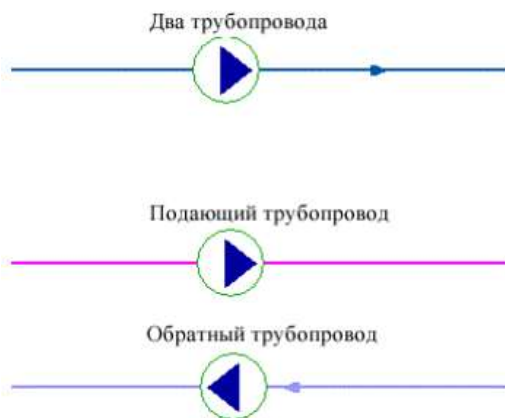 Два трубопровода
Подающий трубопровод
Обратный трубопровод